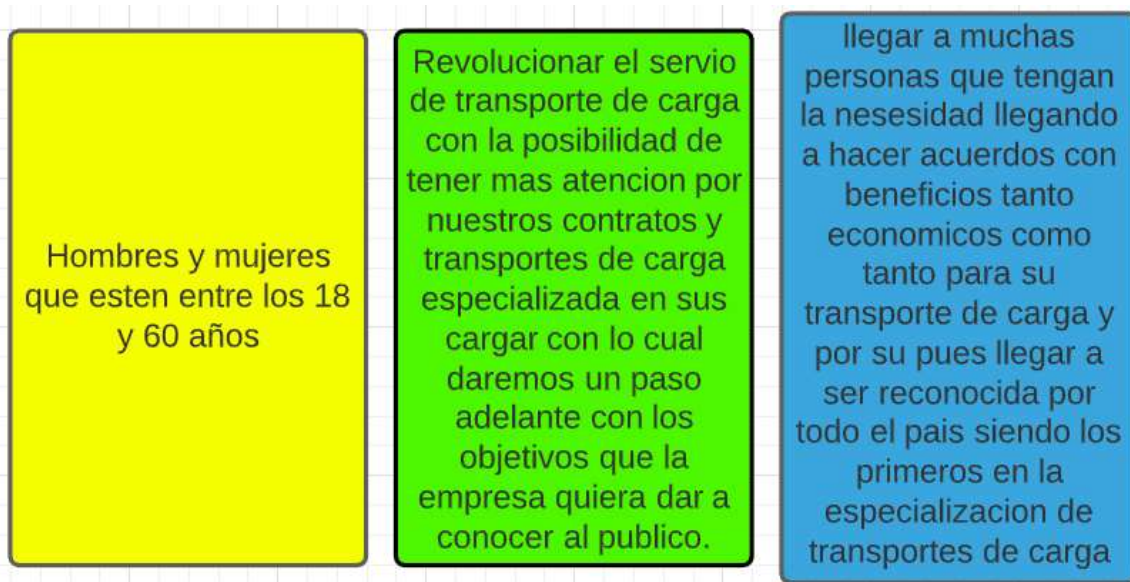 Hombres y mujeres
que esten entre los 18
y 60 años
Revolucionar el servio
de transporte de carga
con la posibilidad de
tener mas atencion por
nuestros contratos y
transportes de carga
especializada en sus
cargar con lo cual
daremos un paso
adelante con los
objetivos que la
empresa quiera dar a
conocer al publico.
llegar a muchas
personas que tengan
la nesesidad llegando
a hacer acuerdos con
beneficios tanto
economicos como
tanto para su
transporte de carga y
por su pues llegar a
ser reconocida por
todo el pais siendo los
primeros en la
especializacion de
transportes de carga